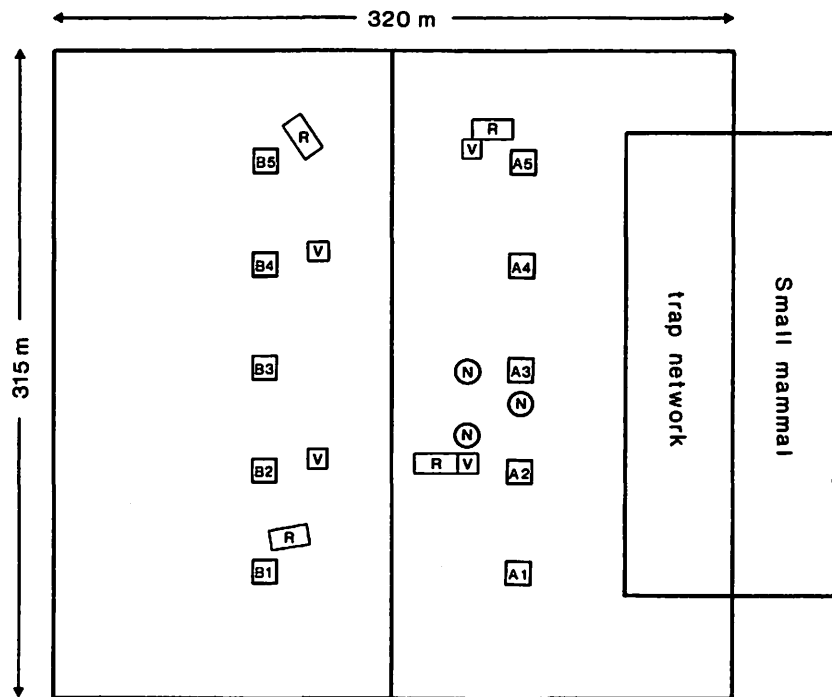 320 m
315 m
R
R
B5
V
A5
B4
V
A4
B3
N
A3
N
N
B2
V
R
V
A2
R
B1
A1
trap network
Small mammal